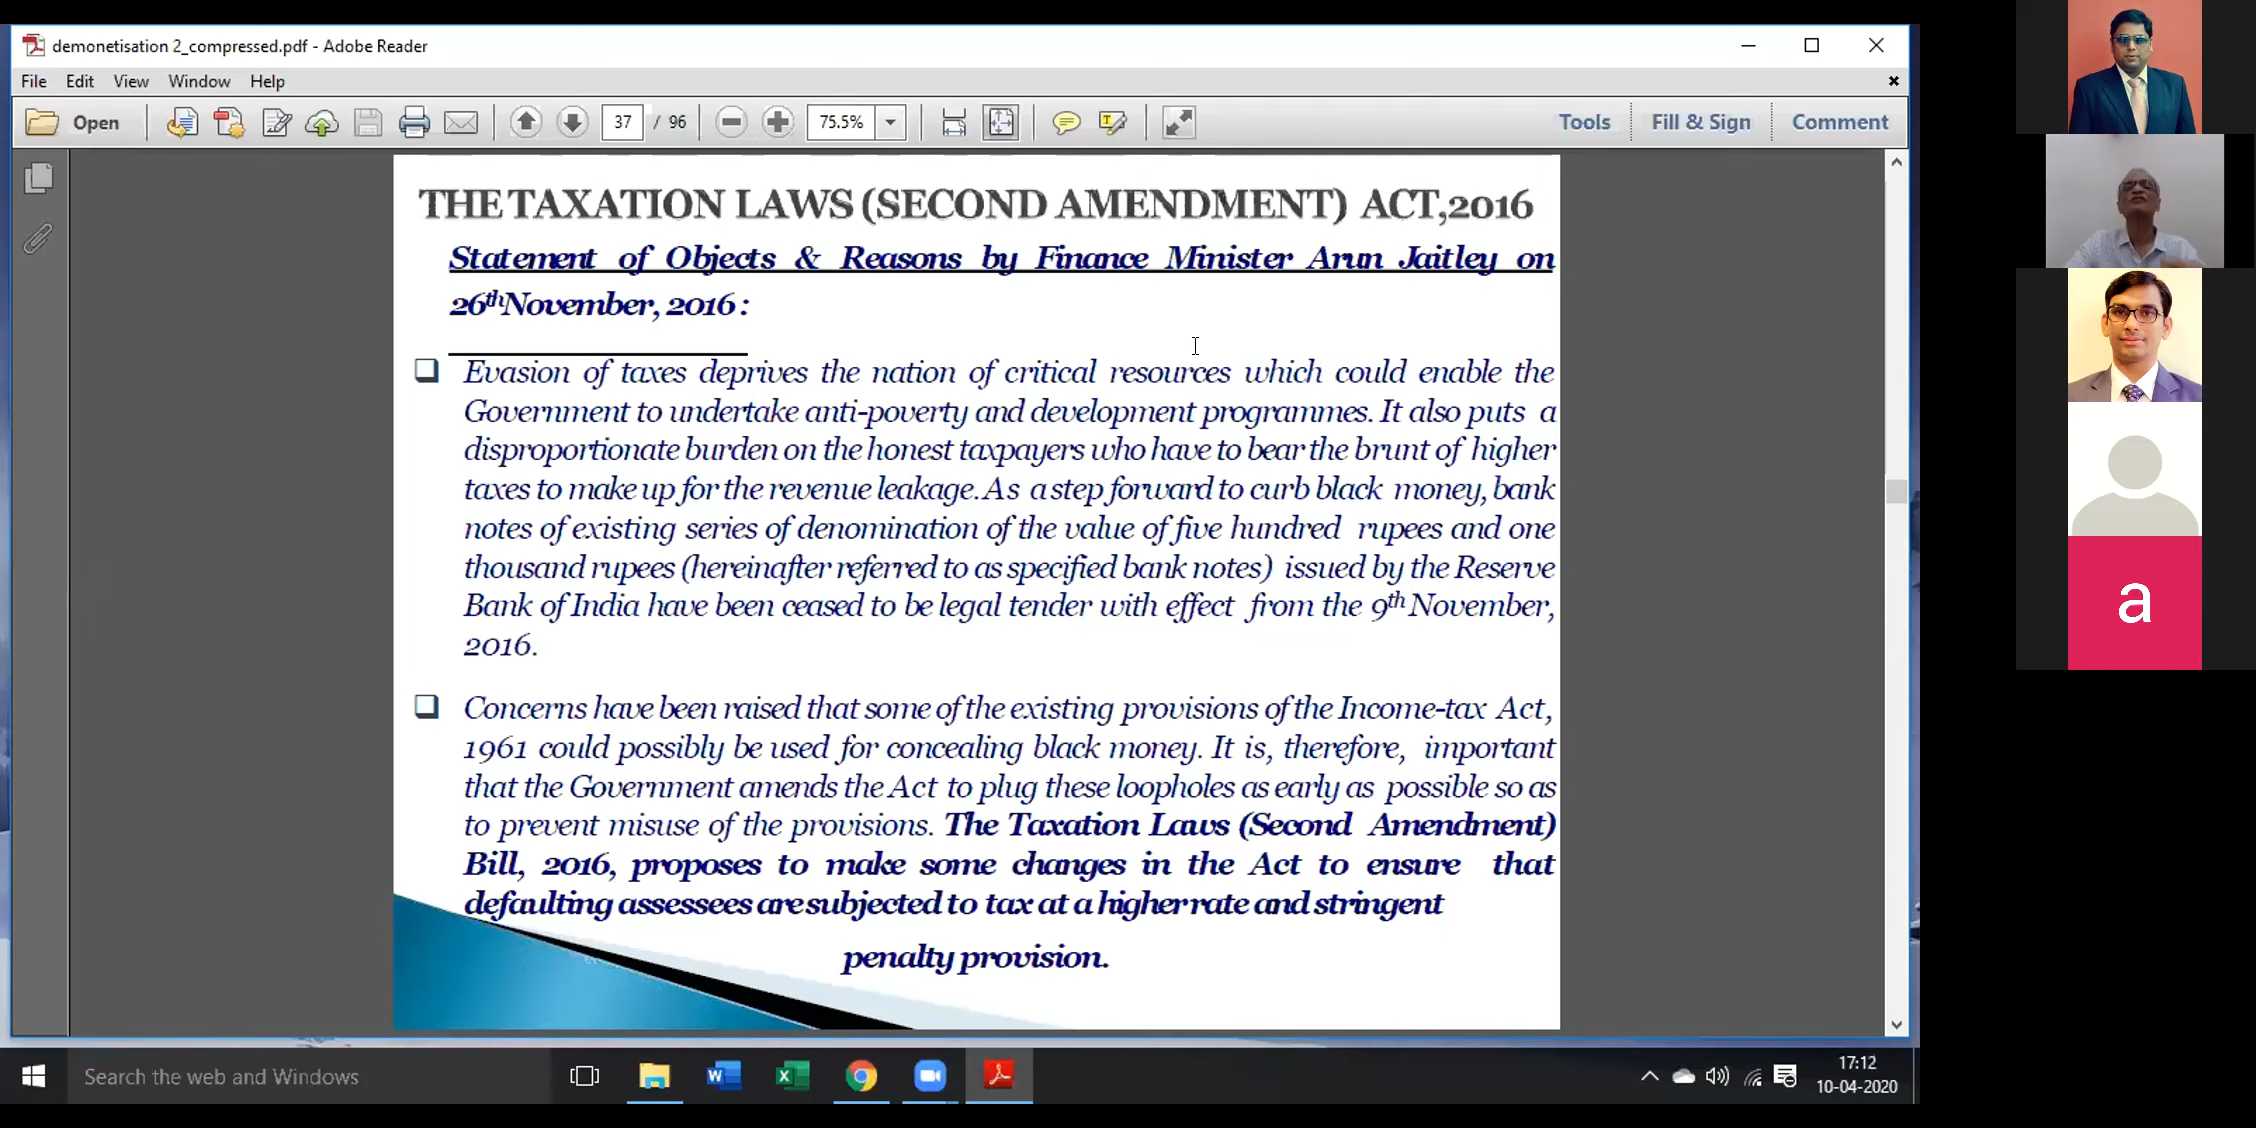 demonetisation 2_compressed.pdf - Adobe Reader
File Edit View Window Help
Open 37 / 96 75.5% Tools Fill & Sign Comment
THE TAXATION LAWS (SECOND AMENDMENT) ACT,2016
Statement of Objects & Reasons by Finance Minister Arun Jaitley on
26th November, 2016 :
Evasion of taxes deprives the nation of critical resources which could enable the
Government to undertake anti-poverty and development programmes. It also puts a
disproportionate burden on the honest taxpayers who have to bear the brunt of higher
taxes to make up for the revenue leakage. As a step forward to curb black money, bank
notes of existing series of denomination of the value of five hundred rupees and one
thousand rupees (hereinafter referred to as specified bank notes) issued by the Reserve
Bank of India have been ceased to be legal tender with effect from the 9th November,
2016.
Concerns have been raised that some of the existing provisions of the Income-tax Act,
1961 could possibly be used for concealing black money. It is, therefore, important
that the Government amends the Act to plug these loopholes as early as possible so as
to prevent misuse of the provisions. The Taxation Laws (Second Amendment)
Bill, 2016, proposes to make some changes in the Act to ensure that
defaulting assessees are subjected to tax at a higher rate and stringent
penalty provision.
a
Search the web and Windows
17:12
10-04-2020